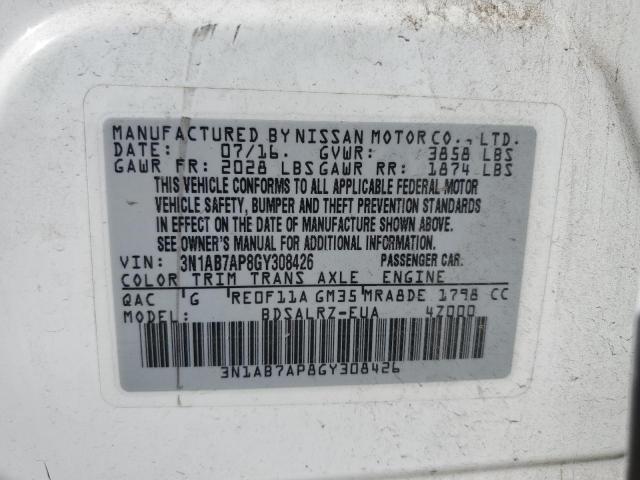 MANUFACTURED BY NISSAN MOTOR CO., LTD.
DATE: 07/16. GVWR: 3858 LBS
GAWR FR: 2028 LBS GAWR RR: 1874 LBS
THIS VEHICLE CONFORMS TO ALL APPLICABLE FEDERAL MOTOR
VEHICLE SAFETY, BUMPER AND THEFT PREVENTION STANDARDS
IN EFFECT ON THE DATE OF MANUFACTURE SHOWN ABOVE.
SEE OWNER'S MANUAL FOR ADDITIONAL INFORMATION.
VIN: 3N1AB7AP8GY308426 PASSENGER CAR.
COLOR TRIM TRANS AXLE ENGINE
QAC G RE0F11A GM35 MRA8DE 1798 CC
MODEL: BDSALRZ-EUA 4Z000
3N1AB7AP8GY308426